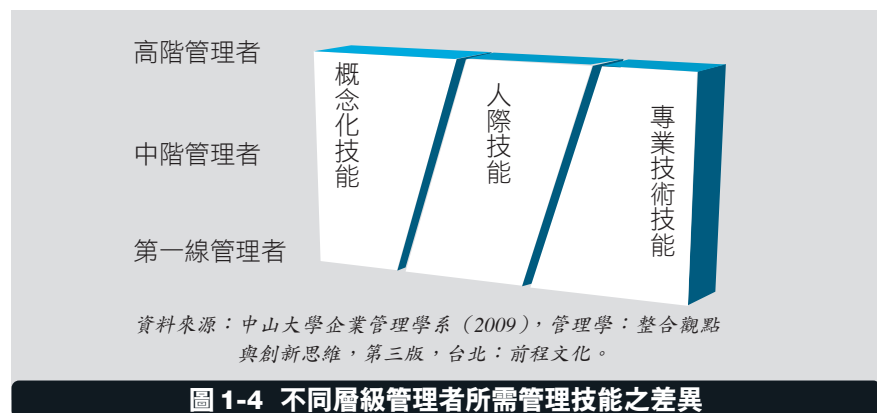 高階管理者
中階管理者
第一線管理者
概念化技能
人際技能
專業技術技能
資料來源：中山大學企業管理學系（2009），管理學：整合觀點
與創新思維，第三版，台北：前程文化。
圖 1-4 不同層級管理者所需管理技能之差異